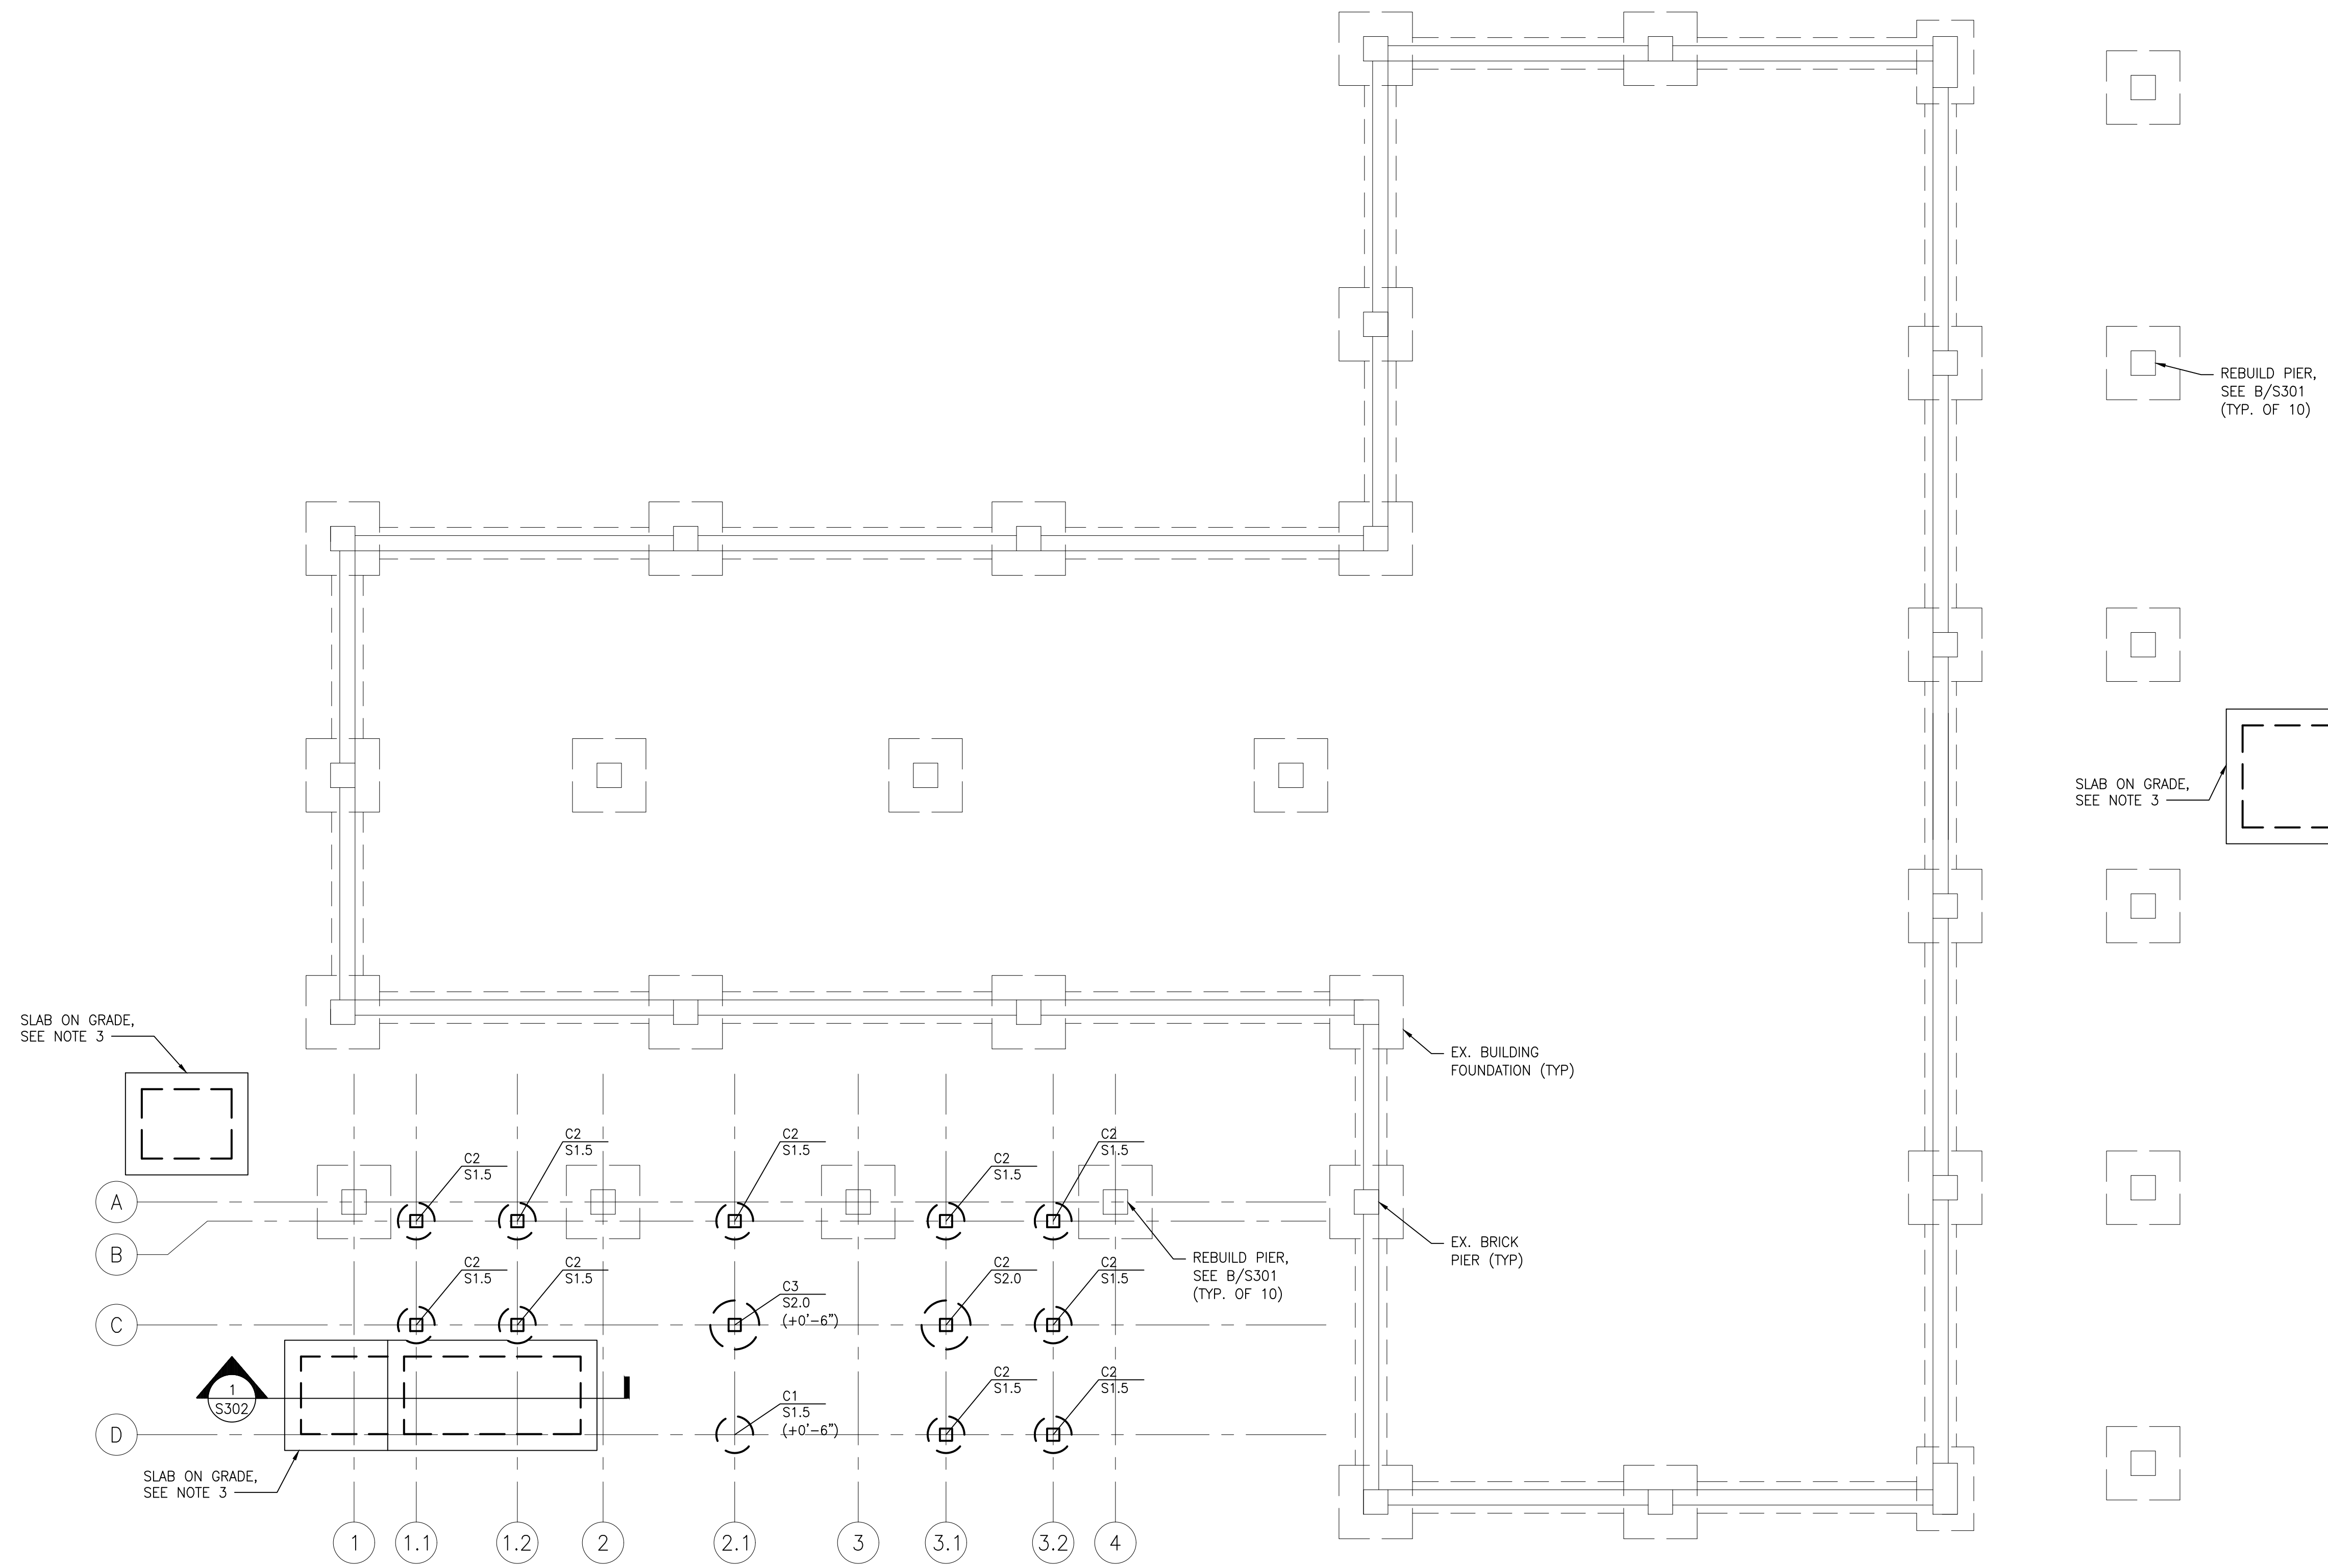 REBUILD PIER,
SEE B/S301
(TYP. OF 10)
SLAB ON GRADE,
SEE NOTE 3
SLAB ON GRADE,
SEE NOTE 3
EX. BUILDING
FOUNDATION (TYP)
C2
S1.5
C2
S1.5
C2
S1.5
C2
S1.5
C2
S1.5
A
B
EX. BRICK
PIER (TYP)
REBUILD PIER,
SEE B/S301
(TYP. OF 10)
C2
S1.5
C2
S1.5
C3
S2.0
(+0'-6")
C2
S2.0
C2
S1.5
C
1
S302
C1
S1.5
(+0'-6")
C2
S1.5
C2
S1.5
D
SLAB ON GRADE,
SEE NOTE 3
1
1.1
1.2
2
2.1
3
3.1
3.2
4